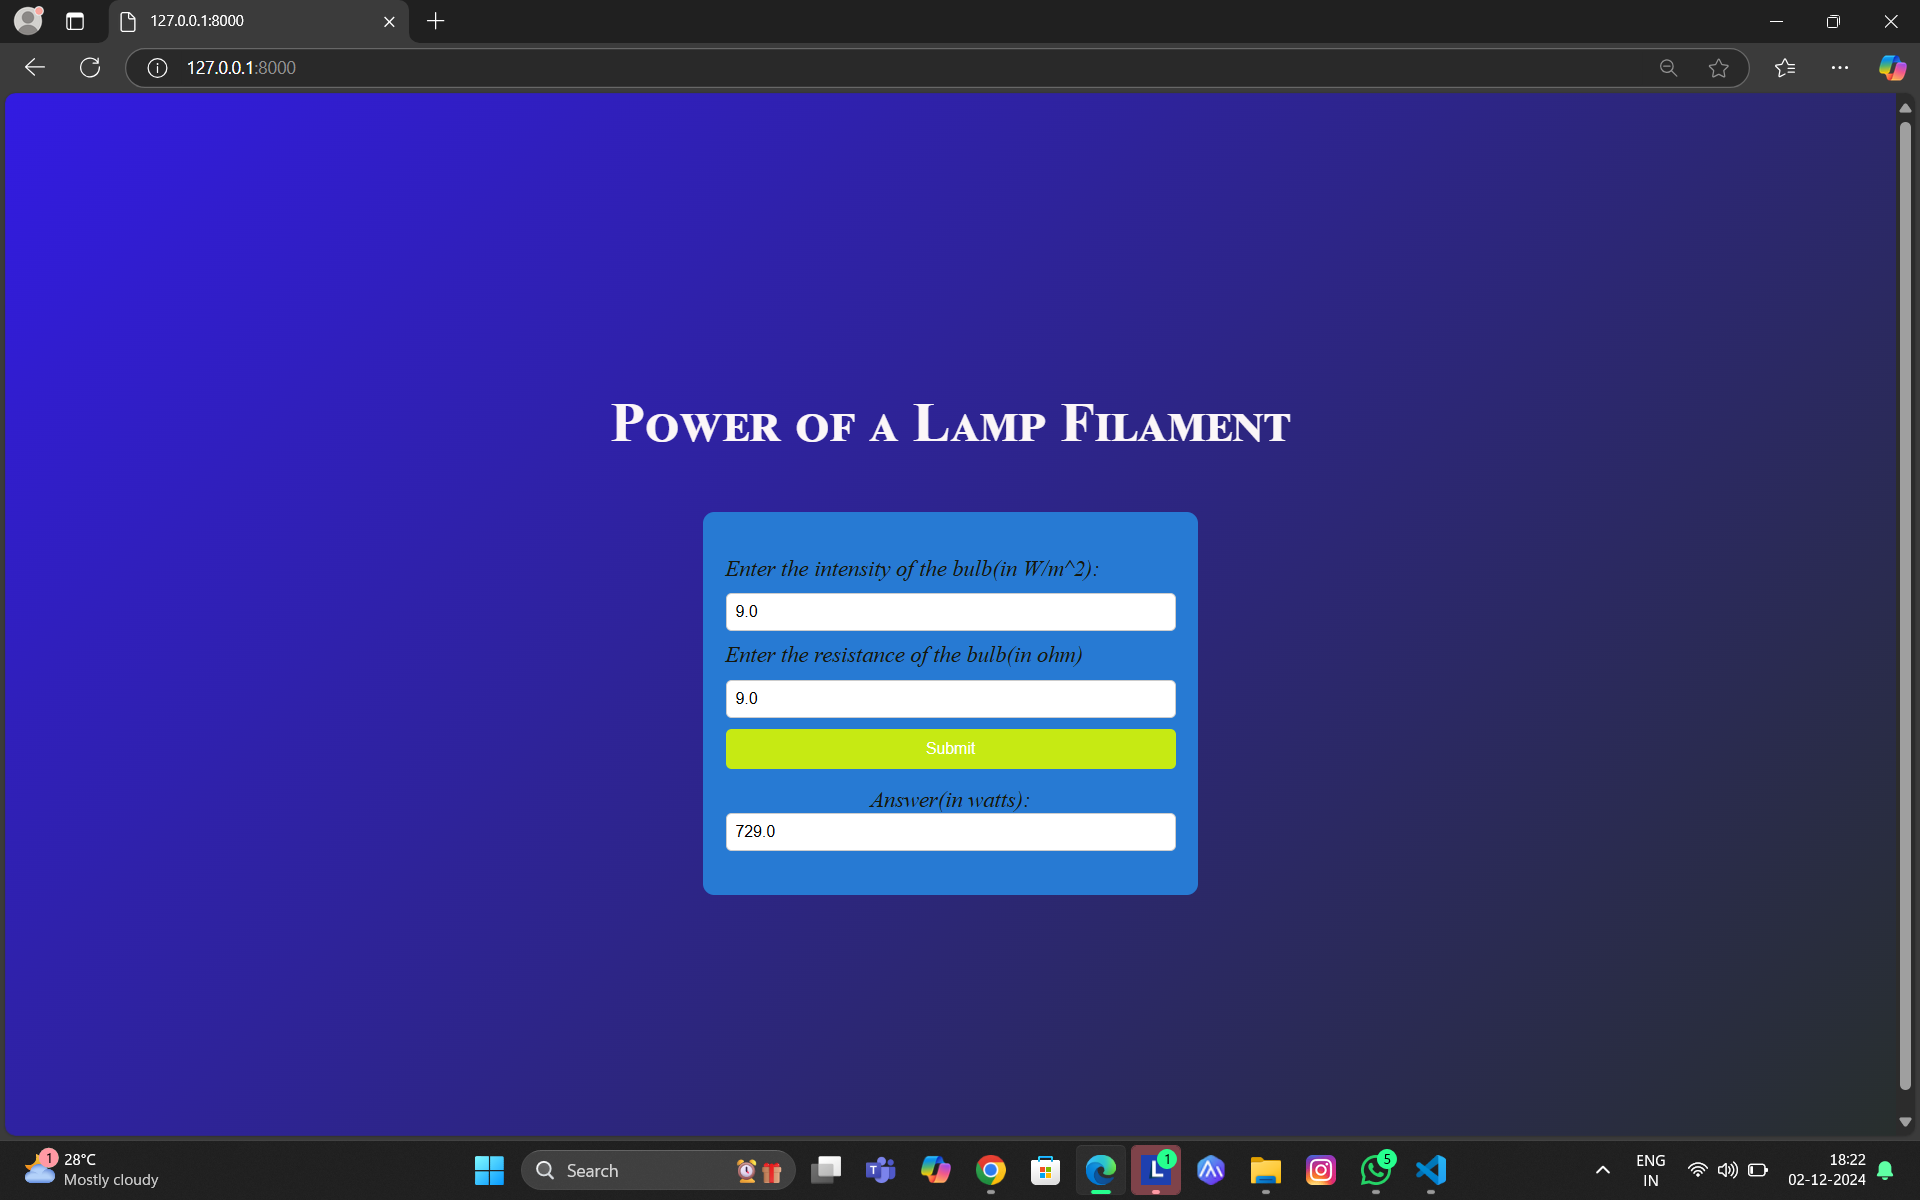 127.0.0.1:8000
127.0.0.1:8000
Power of a Lamp Filament
Enter the intensity of the bulb(in W/m^2):
9.0
Enter the resistance of the bulb(in ohm)
9.0
Submit
Answer(in watts):
729.0
1
28°C
Mostly cloudy
Search
T
L
1
5
ENG
IN
18:22
02-12-2024